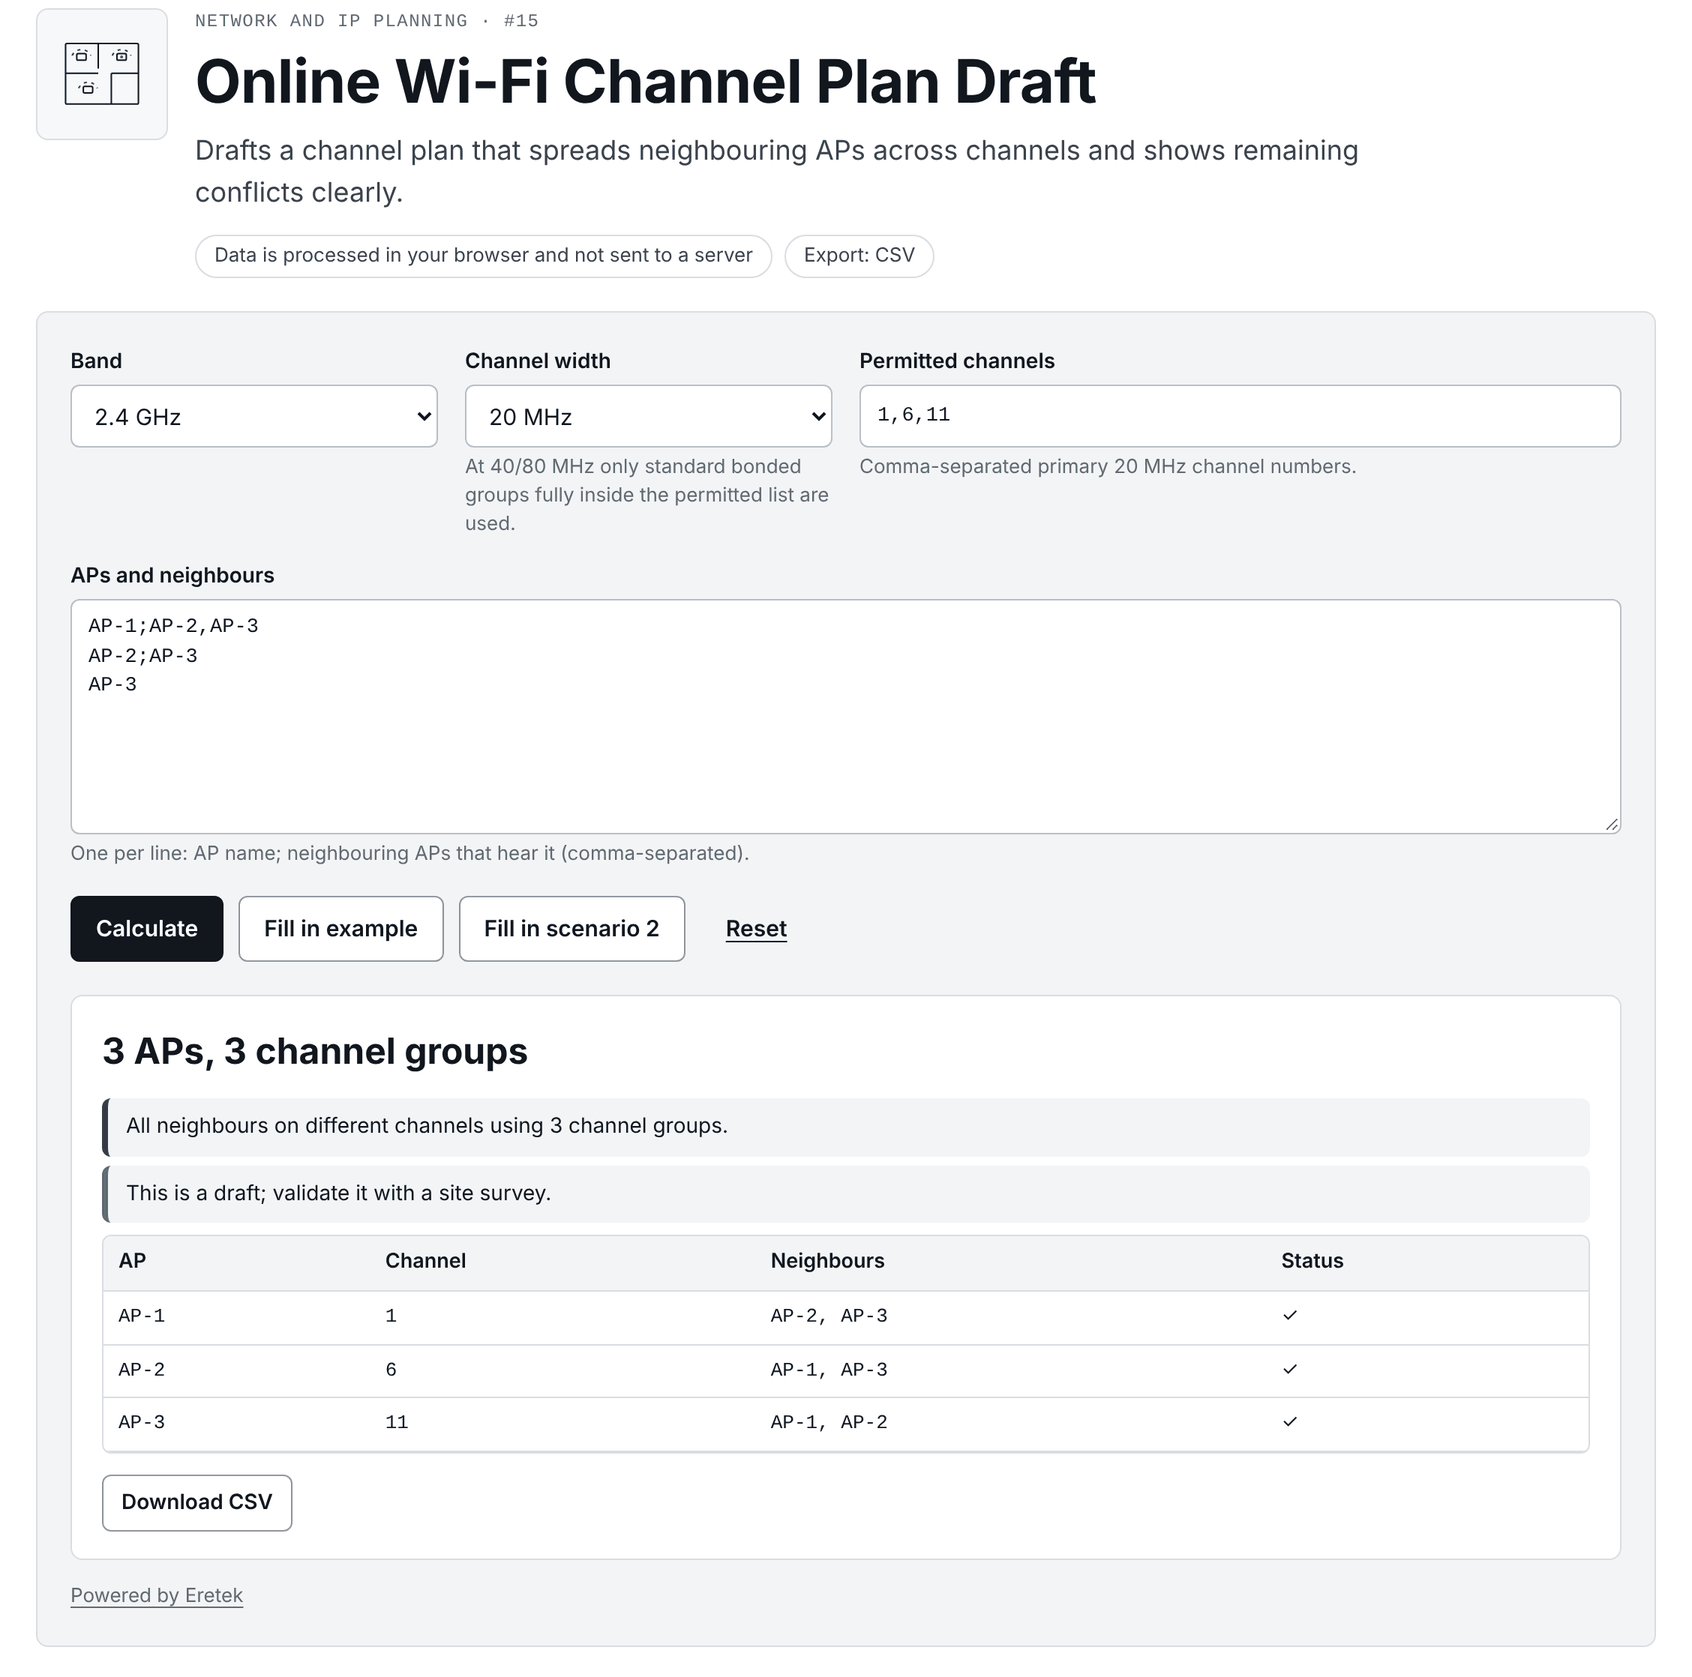 NETWORK AND IP PLANNING · #15
Online Wi-Fi Channel Plan Draft
Drafts a channel plan that spreads neighbouring APs across channels and shows remaining
conflicts clearly.
Data is processed in your browser and not sent to a server
Export: CSV
Band
Channel width
Permitted channels
2.4 GHz
20 MHz
1,6,11
At 40/80 MHz only standard bonded
groups fully inside the permitted list are
used.
Comma-separated primary 20 MHz channel numbers.
APs and neighbours
AP-1;AP-2,AP-3
AP-2;AP-3
AP-3
One per line: AP name; neighbouring APs that hear it (comma-separated).
Calculate
Fill in example
Fill in scenario 2
Reset
3 APs, 3 channel groups
All neighbours on different channels using 3 channel groups.
This is a draft; validate it with a site survey.
AP Channel Neighbours Status
AP-1 1 AP-2, AP-3 ✓
AP-2 6 AP-1, AP-3 ✓
AP-3 11 AP-1, AP-2 ✓
Download CSV
Powered by Eretek